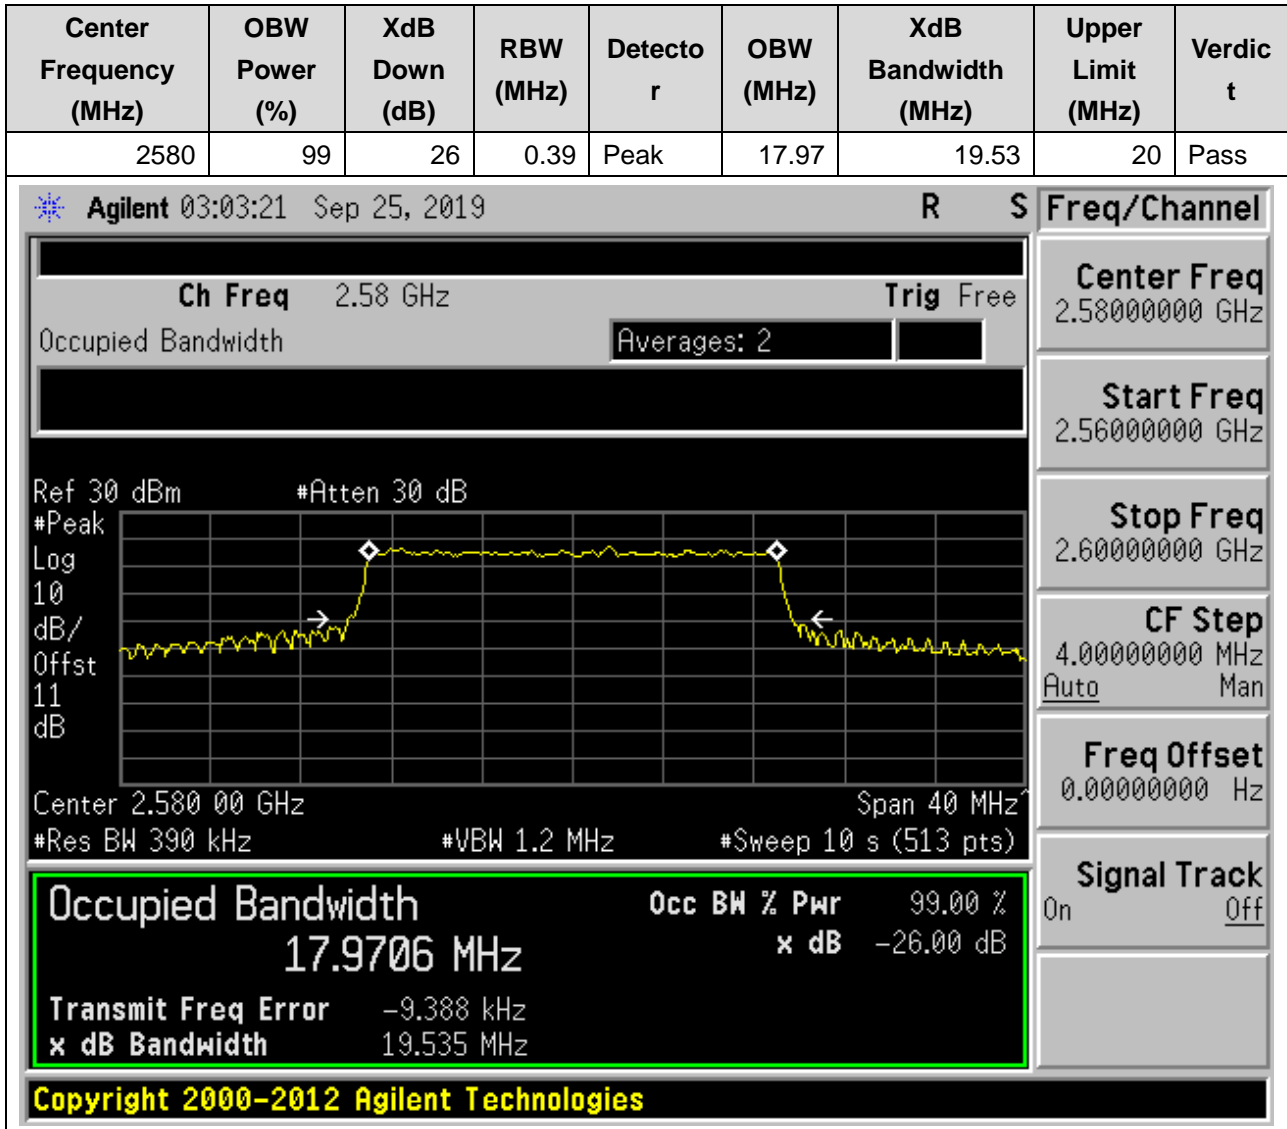 Center Frequency (MHz) OBW Power (%) XdB Down (dB) RBW (MHz) Detecto r OBW (MHz) XdB Bandwidth (MHz) Upper Limit (MHz) Verdic t
2580 99 26 0.39 Peak 17.97 19.53 20 Pass
Agilent 03:03:21 Sep 25, 2019 R S
Ch Freq 2.58 GHz Trig Free
Occupied Bandwidth Averages: 2
Ref 30 dBm #Atten 30 dB
#Peak
Log
10
dB/
Offst
11
dB
Center 2.580 00 GHz Span 40 MHz^
#Res BW 390 kHz #VBW 1.2 MHz #Sweep 10 s (513 pts)
Occupied Bandwidth Occ BW % Pwr 99.00 %
17.9706 MHz x dB -26.00 dB
Transmit Freq Error -9.388 kHz
x dB Bandwidth 19.535 MHz
Copyright 2000-2012 Agilent Technologies
Freq/Channel
Center Freq
2.58000000 GHz
Start Freq
2.56000000 GHz
Stop Freq
2.60000000 GHz
CF Step
4.00000000 MHz
Auto Man
Freq Offset
0.00000000 Hz
Signal Track
On Off